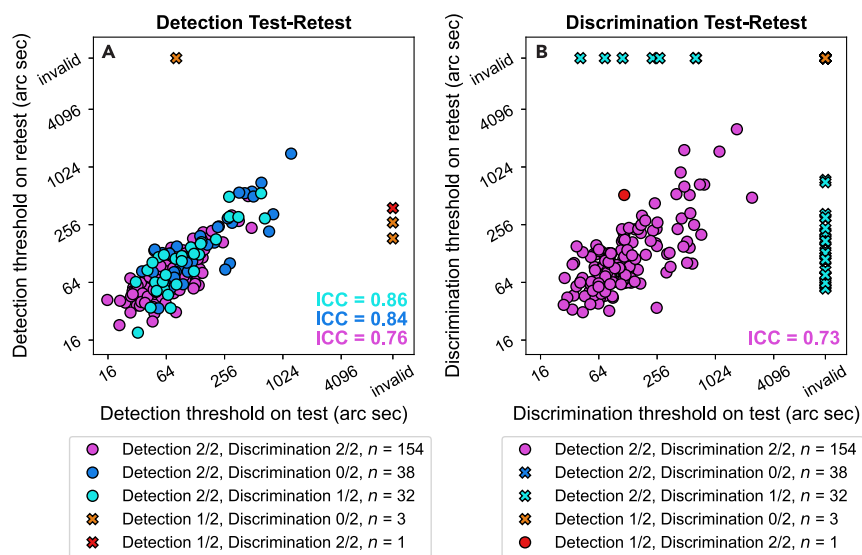 Detection Test-Retest
A
Detection threshold on retest (arc sec)
invalid
4096
1024
256
64
16
ICC = 0.86
ICC = 0.84
ICC = 0.76
16
64
256
1024
4096
invalid
Detection threshold on test (arc sec)
Detection 2/2, Discrimination 2/2, n = 154
Detection 2/2, Discrimination 0/2, n = 38
Detection 2/2, Discrimination 1/2, n = 32
Detection 1/2, Discrimination 0/2, n = 3
Detection 1/2, Discrimination 2/2, n = 1
Discrimination Test-Retest
B
Discrimination threshold on retest (arc sec)
invalid
4096
1024
256
64
16
ICC = 0.73
16
64
256
1024
4096
invalid
Discrimination threshold on test (arc sec)
Detection 2/2, Discrimination 2/2, n = 154
Detection 2/2, Discrimination 0/2, n = 38
Detection 2/2, Discrimination 1/2, n = 32
Detection 1/2, Discrimination 0/2, n = 3
Detection 1/2, Discrimination 2/2, n = 1